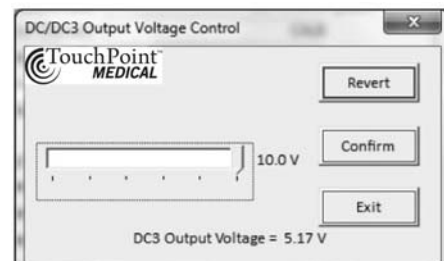 DC/DC3 Output Voltage Control
TouchPoint
MEDICAL
Revert
10.0 V
Confirm
Exit
DC3 Output Voltage = 5.17 V